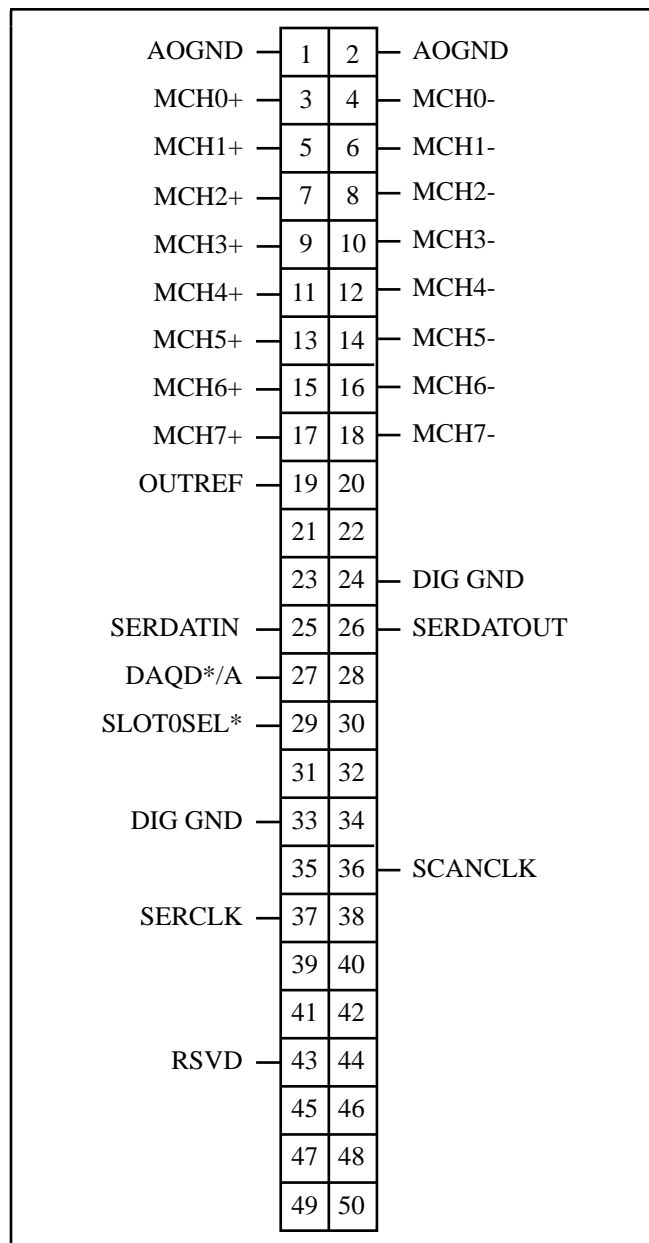 AOGND 1 2 AOGND
MCH0+ 3 4 MCH0-
MCH1+ 5 6 MCH1-
MCH2+ 7 8 MCH2-
MCH3+ 9 10 MCH3-
MCH4+ 11 12 MCH4-
MCH5+ 13 14 MCH5-
MCH6+ 15 16 MCH6-
MCH7+ 17 18 MCH7-
OUTREF 19 20
21 22
23 24 DIG GND
SERDATIN 25 26 SERDATOUT
DAQD*/A 27 28
SLOT0SEL* 29 30
31 32
DIG GND 33 34
35 36 SCANCLK
SERCLK 37 38
39 40
41 42
RSVD 43 44
45 46
47 48
49 50